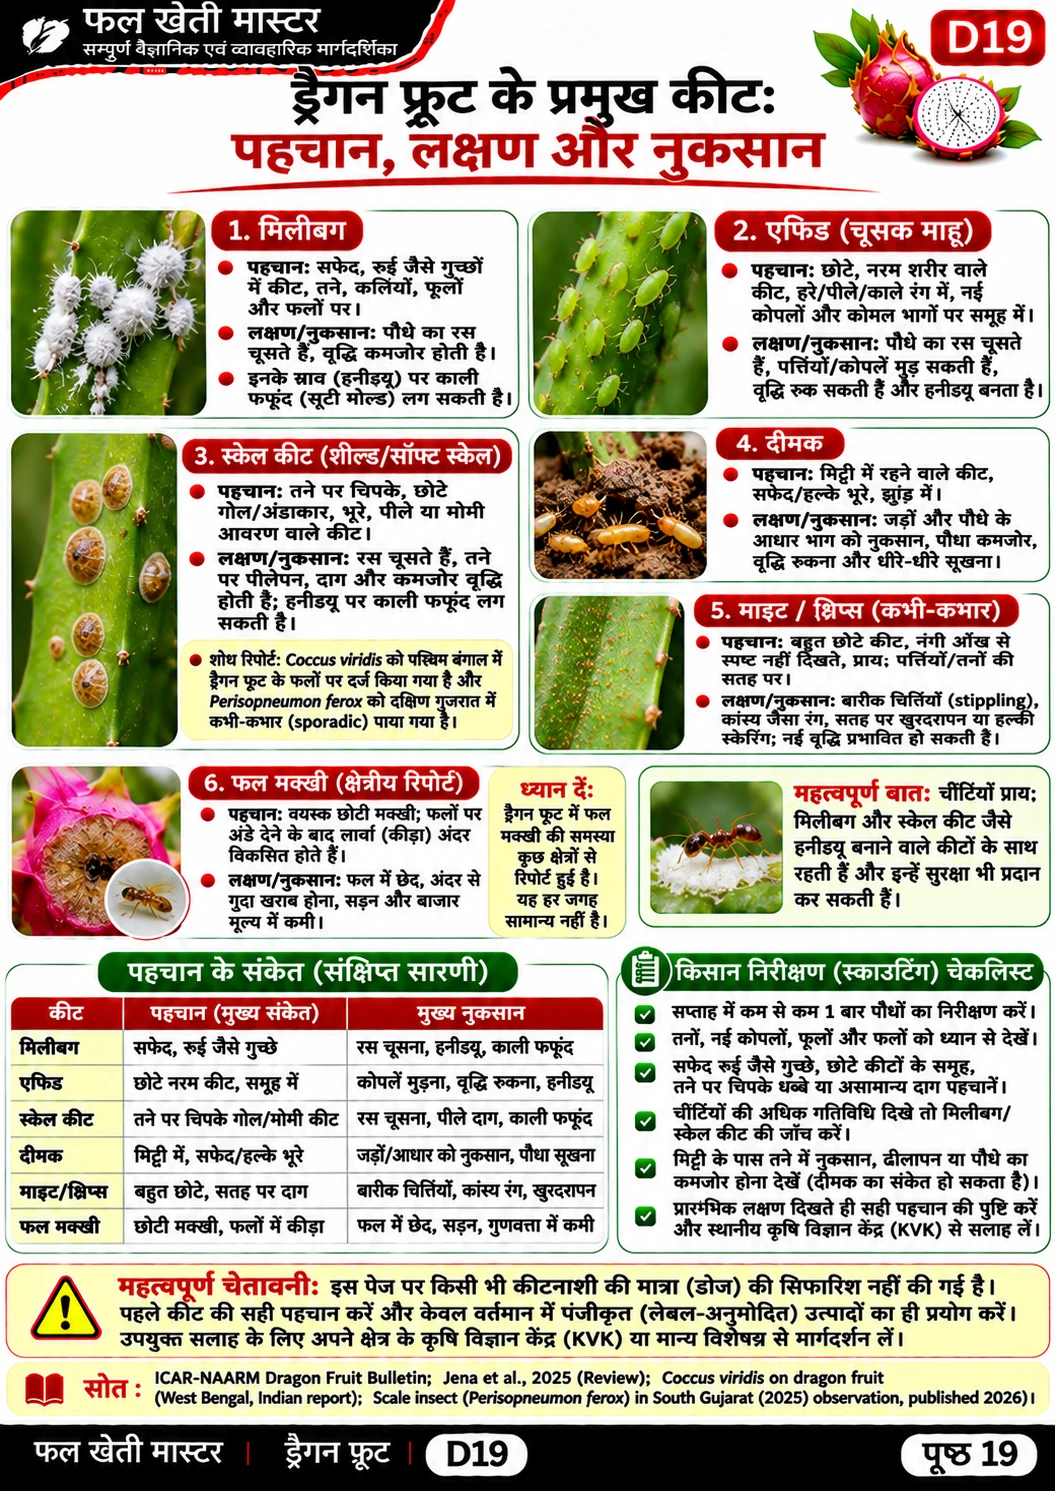 फल खेती मास्टर
सम्पुर्ण वैज्ञानिक एवं व्यावहारिक मार्गदर्शिका
D19
ड्रैगन फ्रूट के प्रमुख कीट:
पहचान, लक्षण और नुकसान
1. मिलीबग
पहचान: सफेद, रुई जैसे गुच्छों
में कीट, तने, कलियों, फूलों
और फलों पर।
लक्षण/नुकसान: पौधे का रस
चूसते हैं, वृद्धि कमजोर होती है।
इनके स्राव (हनीड्यू) पर काली
फफूंद (सूटी मोल्ड) लग सकती है।
2. एफिड (चूसक माहू)
पहचान: छोटे, नरम शरीर वाले
कीट, हरे/पीले/काले रंग में, नई
कोपलों और कोमल भागों पर समूह में।
लक्षण/नुकसान: पौधे का रस चूसते
हैं, पत्तियों/कोपलें मुड़ सकती हैं,
वृद्धि रुक सकती हैं और हनीडयू बनता है।
3. स्केल कीट (शील्ड/सॉफ्ट स्केल)
पहचान: तने पर चिपके, छोटे
गोल/अंडाकार, भूरे, पीले या मोमी
आवरण वाले कीट।
लक्षण/नुकसान: रस चूसते हैं, तने
पर पीलेपन, दाग और कमजोर वृद्धि
होती है; हनीडयू पर काली फफूंद लग
सकती है।
शोध रिपोर्ट: Coccus viridis को पश्चिम बंगाल में
ड्रैगन फूट के फलों पर दर्ज किया गया है और
Perisopneumon ferox को दक्षिण गुजरात में
कभी-कभार (sporadic) पाया गया है।
4. दीमक
पहचान: मिट्टी में रहने वाले कीट,
सफेद/हल्के भूरे, झुांड़ में।
लक्षण/नुकसान: जड़ों और पौधे के
आधार भाग को नुकसान, पौधा कमजोर,
वृद्धि रुकना और धीरे-धीरे सूखना।
5. माइट / थ्रिप्स (कभी-कभार)
पहचान: बहुत छोटे कीट, नंगी ऑख से
स्पष्ट नहीं दिखते, प्राय; पत्तियों/तनों की
सतह पर।
लक्षण/नुकसान: बारीक चित्तियों (stippling),
कांस्य जैसा रंग, सतह पर खुरदरापन या हल्की
स्केरिंग; नई वृद्धि प्रभावित हो सकती हैं।
6. फल मक्खी (क्षेत्रीय रिपोर्ट)
पहचान: वयस्क छोटी मक्खी; फलों पर
अंडे देने के बाद लार्वा (कीड़ा) अंदर
विकसित होते हैं।
लक्षण/नुकसान: फल में छेद, अंदर से
गुदा खराब होना, सड़न और बाजार
मूल्य में कमी।
ध्यान दें:
ड्रैगन फूट में फल
मक्खी की समस्या
कुछ क्षेत्रों से
रिपोर्ट हुई है।
यह हर जगह
सामान्य नहीं है।
महत्वपूर्ण बात: चींटियों प्राय;
मिलीबग और स्केल कीट जैसे
हनीडयू बनाने वाले कीटों के साथ
रहती हैं और इन्हें सुरक्षा भी प्रदान
कर सकती हैं।
पहचान के संकेत (संक्षिप्त सारणी)
कीट पहचान (मुख्य संकेत) मुख्य नुकसान
मिलीबग सफेद, रूई जैसे गुच्छे रस चूसना, हनीडयू, काली फफूंद
एफिड छोटे नरम कीट, समूह में कोपलें मुड़ना, वृद्धि रुकना, हनीडयू
स्केल कीट तने पर चिपके गोल/मोमी कीट रस चूसना, पीले दाग, काली फफूंद
दीमक मिट्टी में, सफेद/हल्के भूरे जड़ों/आधार को नुकसान, पौधा सूखना
माइट/थ्रिप्स बहुत छोटे, सतह पर दाग बारीक चित्तियों, कांस्य रंग, खुरदरापन
फल मक्खी छोटी मक्खी, फलों में कीड़ा फल में छेद, सड़न, गुणवत्ता में कमी
किसान निरीक्षण (स्काउटिंग) चेकलिस्ट
सप्ताह में कम से कम 1 बार पौधों का निरीक्षण करें।
तनों, नई कोपलों, फूलों और फलों को ध्यान से देखें।
सफेद रुई जैसे गुच्छे, छोटे कीटों के समूह,
तने पर चिपके धब्बे या असामान्य दाग पहचानें।
चींटियों की अधिक गतिविधि दिखे तो मिलीबग/
स्केल कीट की जॉच करें।
मिट्टी के पास तने में नुकसान, ढीलापन या पौधे का
कमजोर होना देखें (दीमक का संकेत हो सकता है)।
प्रारम्भिक लक्षण दिखते ही सही पहचान की पुष्टि करें
और स्थानीय कृषि विज्ञान केंद्र (KVK) से सलाह लें।
महत्वपूर्ण चेतावनी: इस पेज पर किसी भी कीटनाशी की मात्रा (डोज) की सिफारिश नहीं की गई है।
पहले कीट की सही पहचान करें और केवल वर्तमान में पंजीकृत (लेबल-अनुमोदित) उत्पादों का ही प्रयोग करें।
उपयुक्त सलाह के लिए अपने क्षेत्र के कृषि विज्ञान केंद्र (KVK) या मान्य से मार्गदर्शन लें।
सोत : ICAR-NAARM Dragon Fruit Bulletin; Jena et al., 2025 (Review); Coccus viridis on dragon fruit
(West Bengal, Indian report); Scale insect (Perisopneumon ferox) in South Gujarat (2025) observation, published 2026)।
फल खेती मास्टर | ड्रैगन फ्रूट | D19
पृष्ठ 19